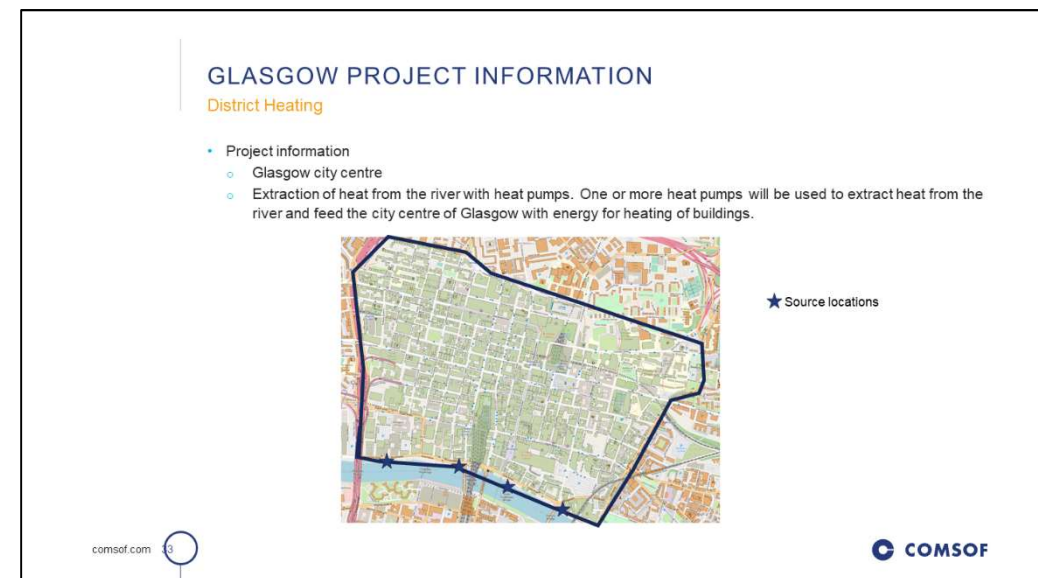 GLASGOW PROJECT INFORMATION
District Heating
• Project information
o Glasgow city centre
o Extraction of heat from the river with heat pumps. One or more heat pumps will be used to extract heat from the
river and feed the city centre of Glasgow with energy for heating of buildings.
Source locations
comsof.com 33
COMSOF